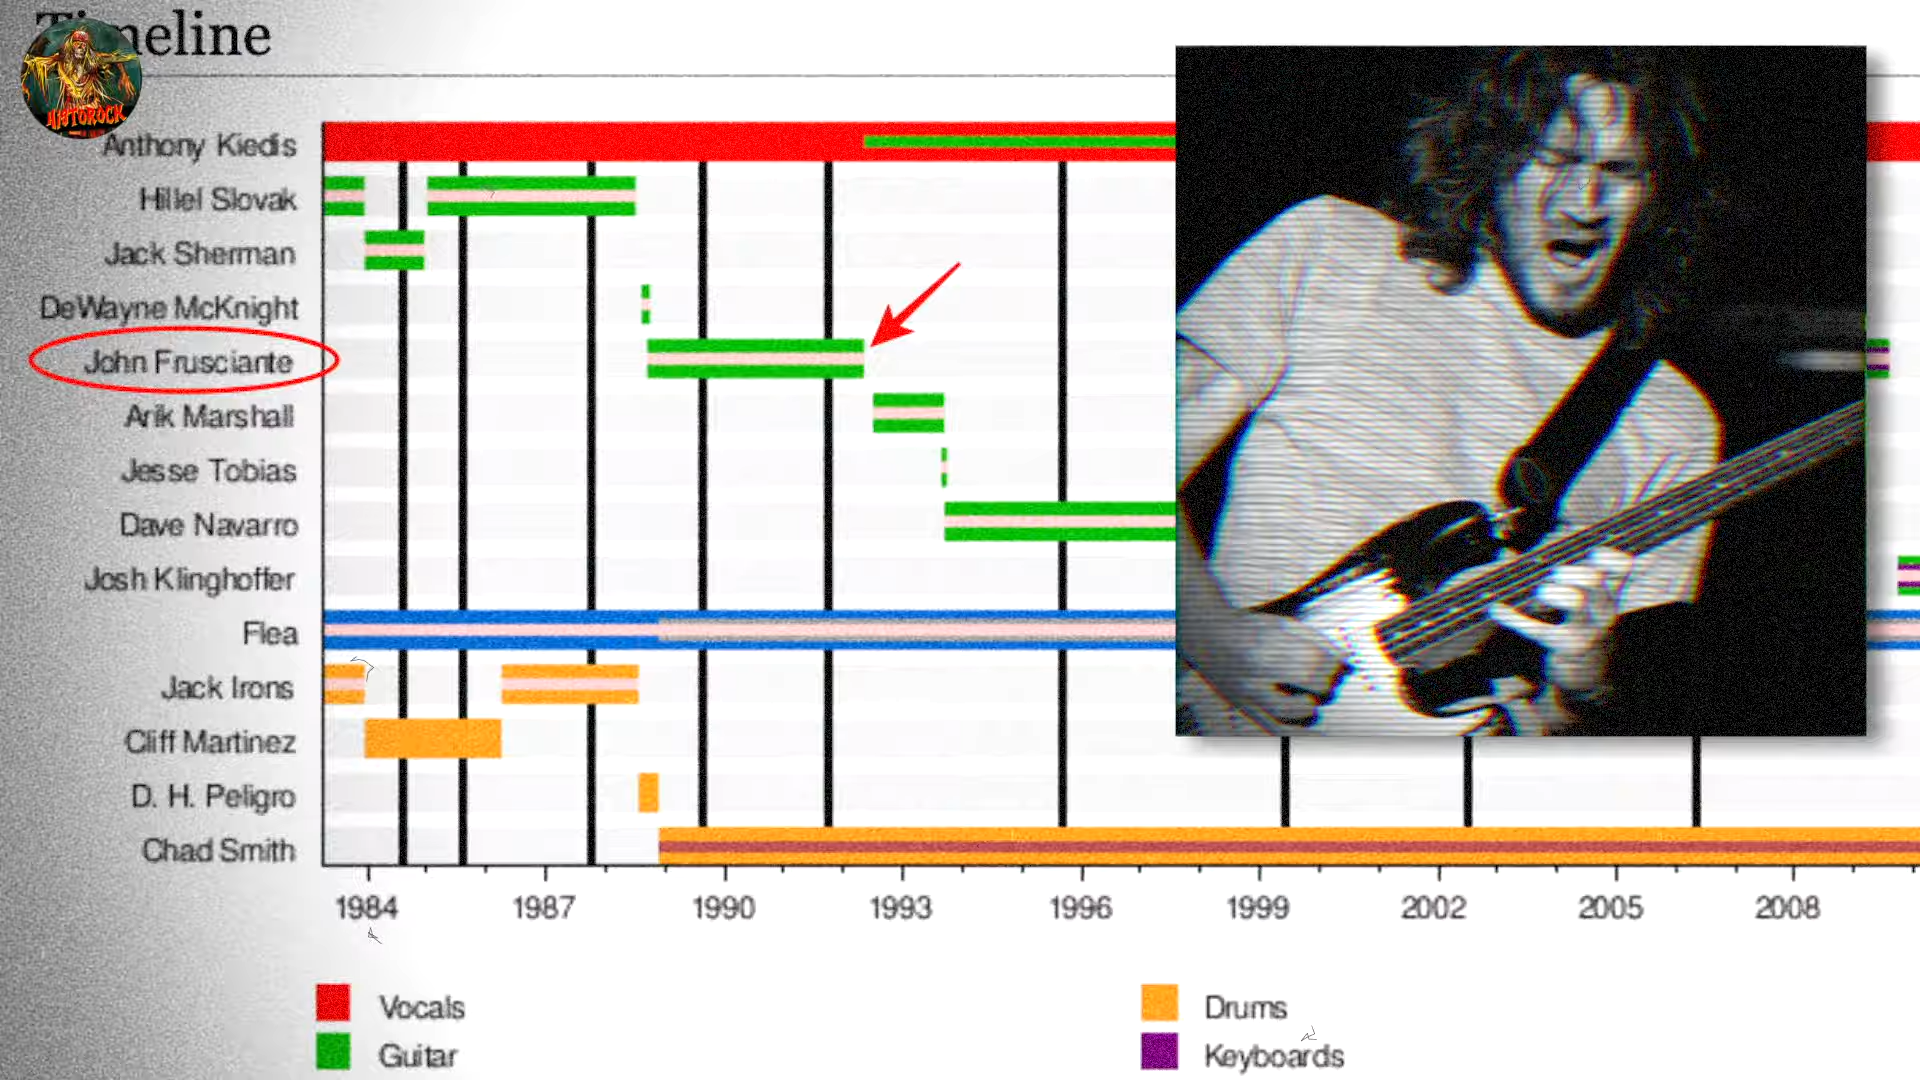 Timeline
HISTOROCK
Anthony Kiedis
Hillel Slovak
Jack Sherman
DeWayne McKnight
John Frusciante
Arik Marshall
Jesse Tobias
Dave Navarro
Josh Klinghoffer
Flea
Jack Irons
Cliff Martinez
D. H. Peligro
Chad Smith
1984 1987 1990 1993 1996 1999 2002 2005 2008
Vocals Drums
Guitar Keyboards